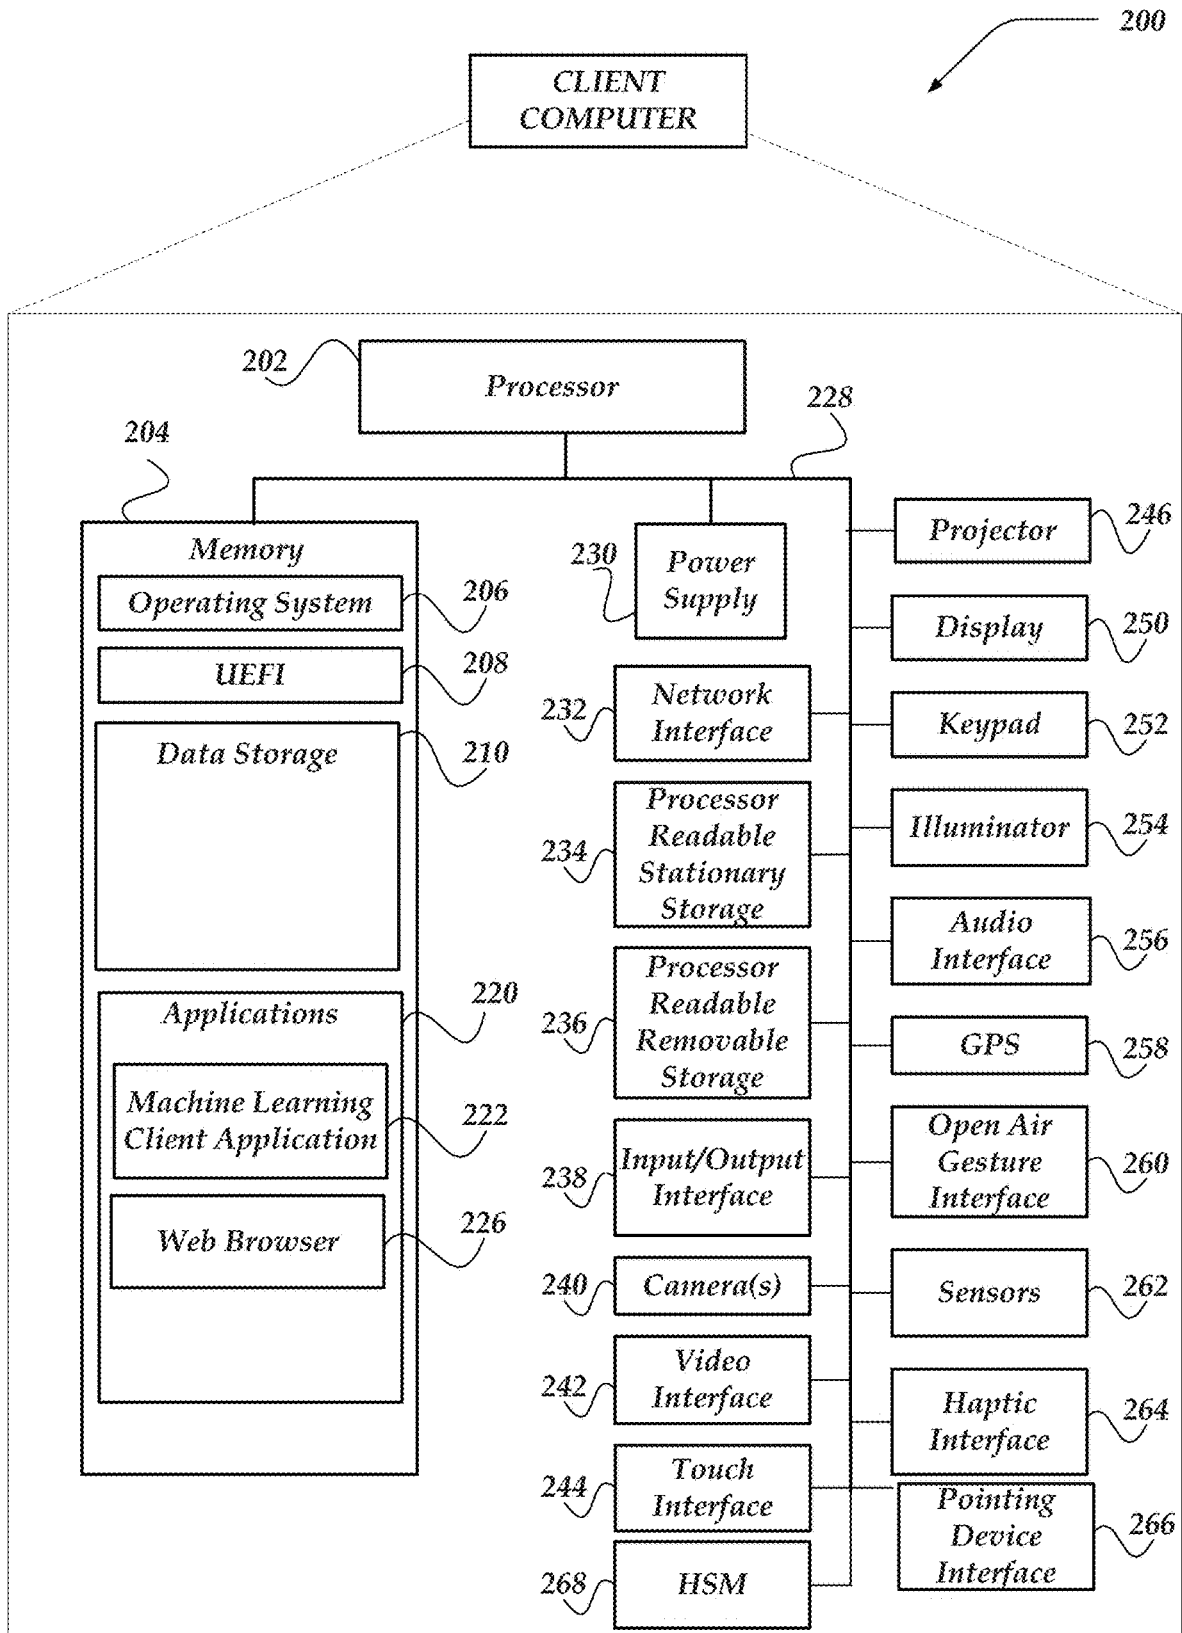 200
CLIENT
COMPUTER
202
Processor
228
204
Memory
Operating System
206
UEFI
208
Data Storage
210
Applications
220
Machine Learning
Client Application
222
Web Browser
226
230
Power
Supply
232
Network
Interface
234
Processor
Readable
Stationary
Storage
236
Processor
Readable
Removable
Storage
238
Input/Output
Interface
240
Camera(s)
242
Video
Interface
244
Touch
Interface
268
HSM
Projector
246
Display
250
Keypad
252
Illuminator
254
Audio
Interface
256
GPS
258
Open Air
Gesture
Interface
260
Sensors
262
Haptic
Interface
264
Pointing
Device
Interface
266